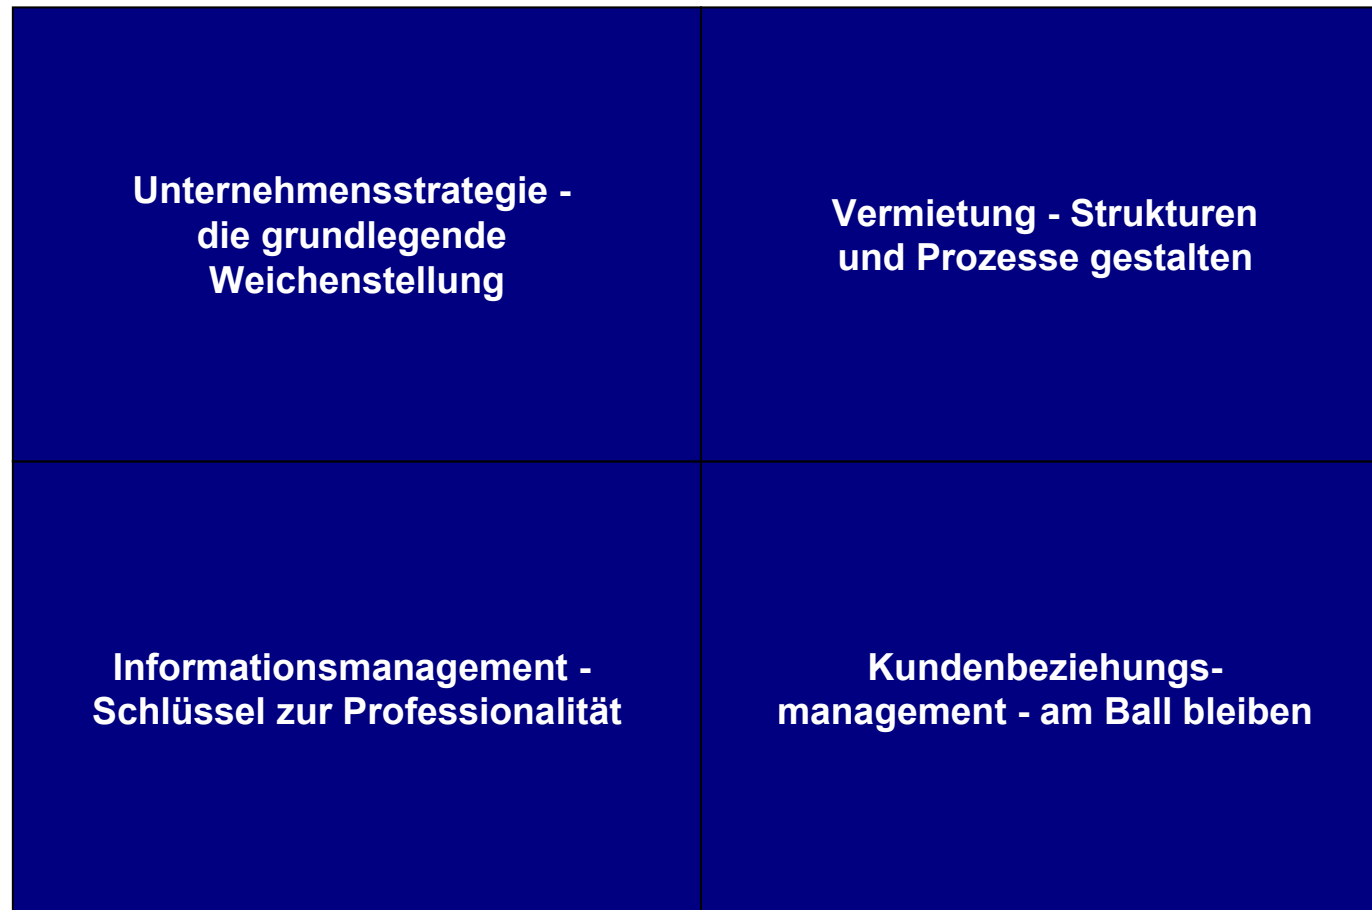 Unternehmensstrategie -
die grundlegende
Weichenstellung
Vermietung - Strukturen
und Prozesse gestalten
Informationsmanagement -
Schlüssel zur Professionalität
Kundenbeziehungs-
management - am Ball bleiben